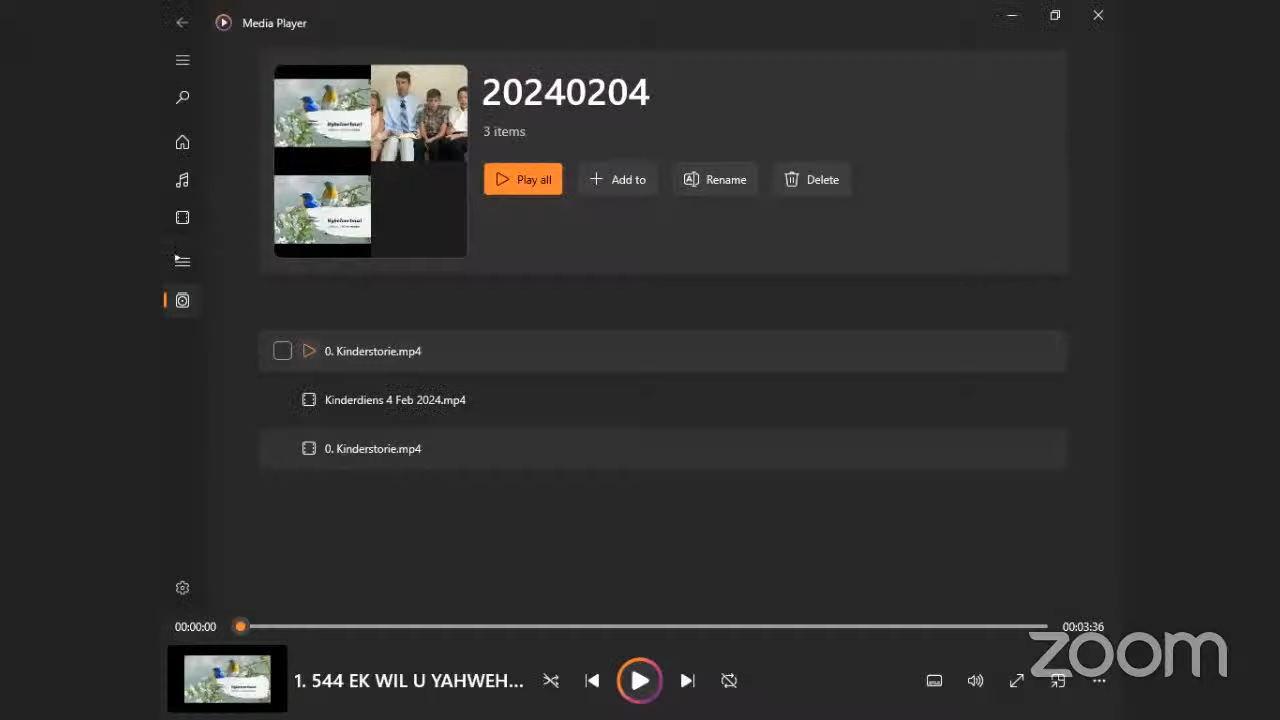 Media Player
20240204
3 items
Play all
Add to
Rename
Delete
0. Kinderstorie.mp4
Kinderdiens 4 Feb 2024.mp4
0. Kinderstorie.mp4
00:00:00
00:03:36
1. 544 EK WIL U YAHWEH...
zoom